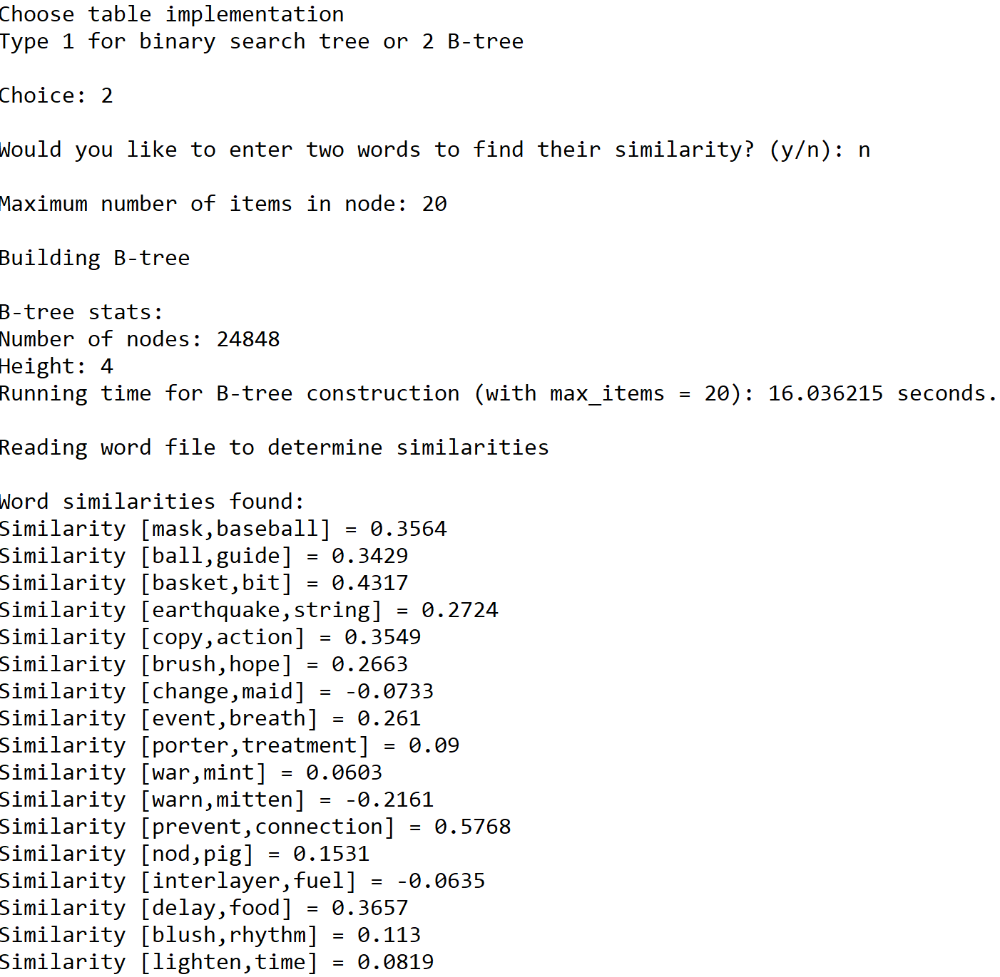 Choose table implementation
Type 1 for binary search tree or 2 B-tree
Choice: 2
Would you like to enter two words to find their similarity? (y/n): n
Maximum number of items in node: 20
Building B-tree
B-tree stats:
Number of nodes: 24848
Height: 4
Running time for B-tree construction (with max_items = 20): 16.036215 seconds.
Reading word file to determine similarities
Word similarities found:
Similarity [mask,baseball] = 0.3564
Similarity [ball,guide] = 0.3429
Similarity [basket,bit] = 0.4317
Similarity [earthquake,string] = 0.2724
Similarity [copy,action] = 0.3549
Similarity [brush,hope] = 0.2663
Similarity [change,maid] = -0.0733
Similarity [event,breath] = 0.261
Similarity [porter,treatment] = 0.09
Similarity [war,mint] = 0.0603
Similarity [warn,mitten] = -0.2161
Similarity [prevent,connection] = 0.5768
Similarity [nod,pig] = 0.1531
Similarity [interlayer,fuel] = -0.0635
Similarity [delay,food] = 0.3657
Similarity [blush,rhythm] = 0.113
Similarity [lighten,time] = 0.0819